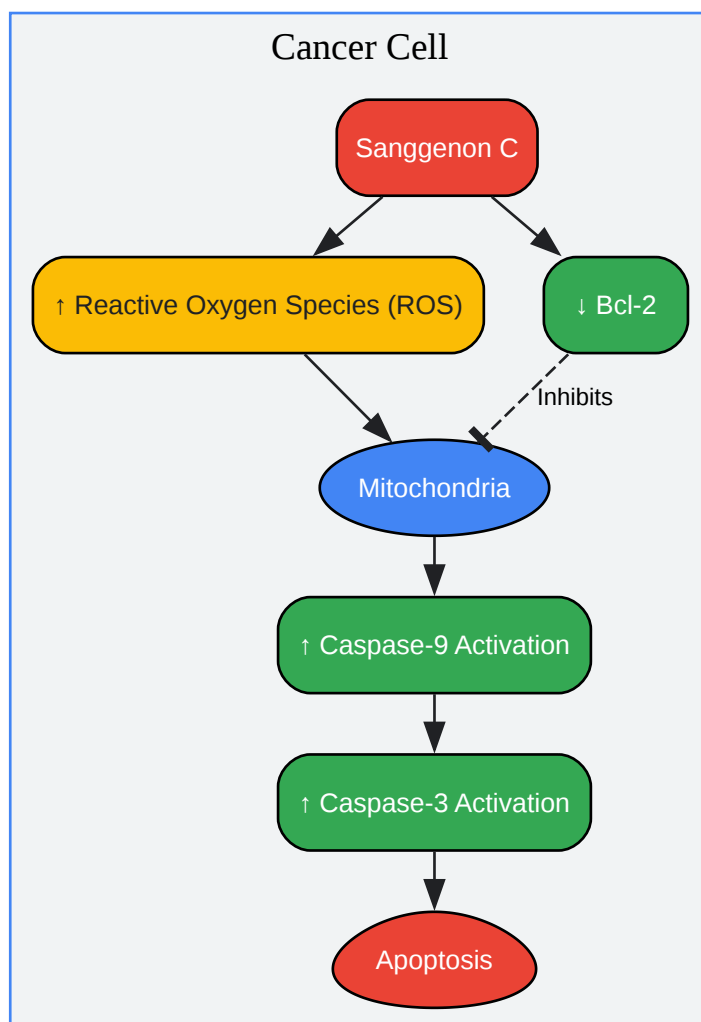 Cancer Cell
Sanggenon C
↑ Reactive Oxygen Species (ROS)
↓ Bcl-2
Inhibits
Mitochondria
↑ Caspase-9 Activation
↑ Caspase-3 Activation
Apoptosis